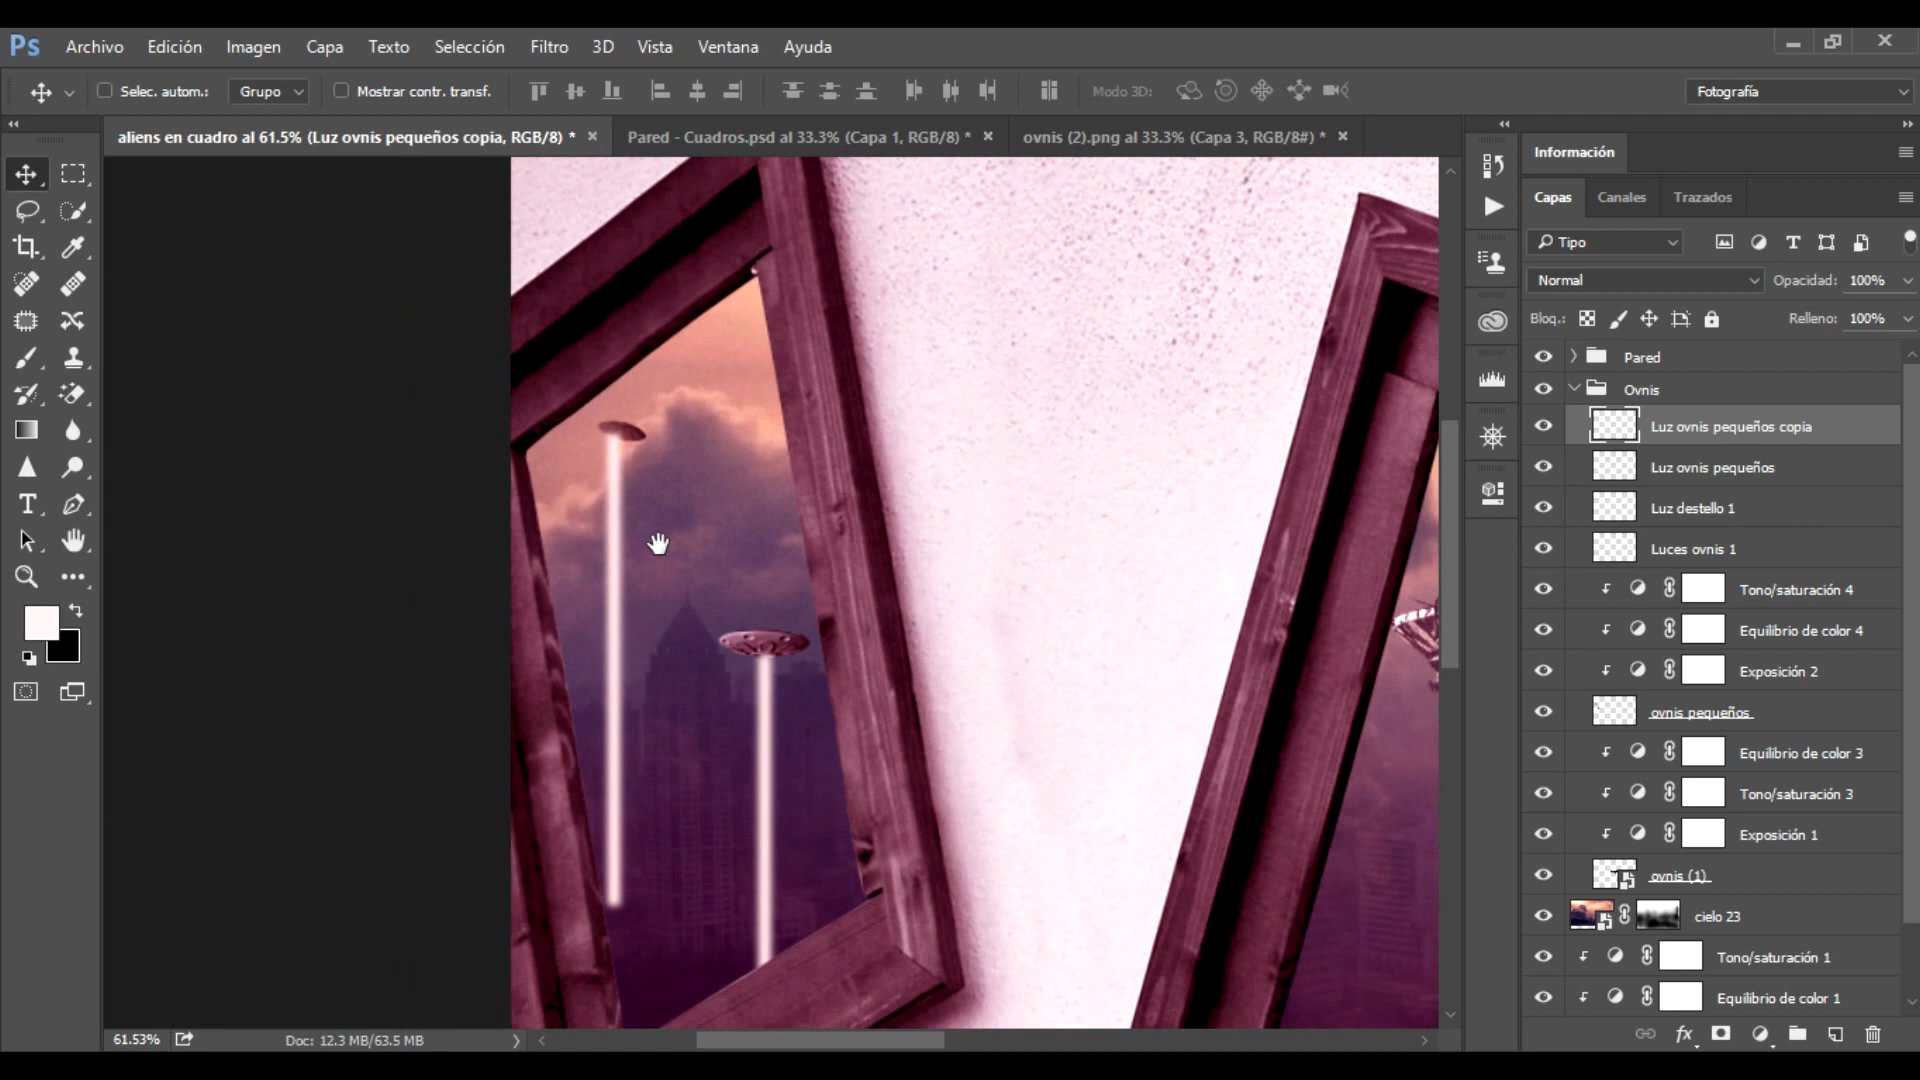 Ps Archivo Edición Imagen Capa Texto Selección Filtro 3D Vista Ventana Ayuda
Selec. autom.: Grupo Mostrar contr. transf. Modo 3D: Fotografía
aliens en cuadro al 61.5% (Luz ovnis pequeños copia, RGB/8) * Pared - Cuadros.psd al 33.3% (Capa 1, RGB/8) * ovnis (2).png al 33.3% (Capa 3, RGB/8#) *
Información
Capas Canales Trazados
Tipo
Normal Opacidad: 100%
Bloq.: Relleno: 100%
Pared
Ovnis
Luz ovnis pequeños copia
Luz ovnis pequeños
Luz destello 1
Luces ovnis 1
Tono/saturación 4
Equilibrio de color 4
Exposición 2
ovnis pequeños
Equilibrio de color 3
Tono/saturación 3
Exposición 1
ovnis (1)
cielo 23
Tono/saturación 1
Equilibrio de color 1
61.53% Doc: 12.3 MB/63.5 MB
fx